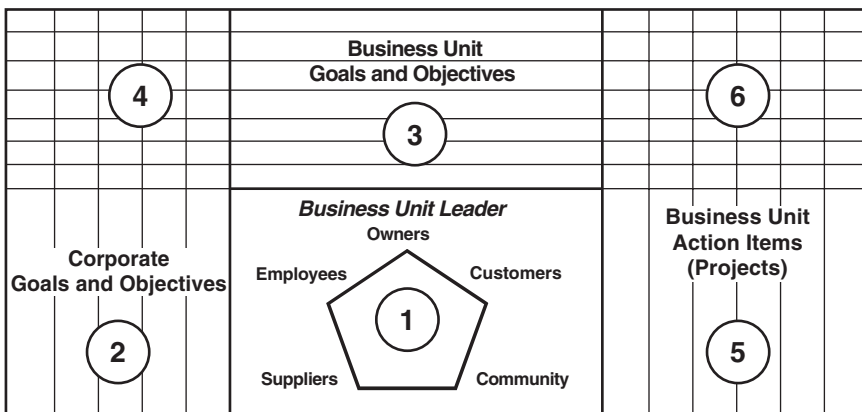 Business Unit
Goals and Objectives
4
6
3
Business Unit Leader
Owners
Employees
Customers
1
Suppliers
Community
Corporate
Goals and Objectives
2
Business Unit
Action Items
(Projects)
5